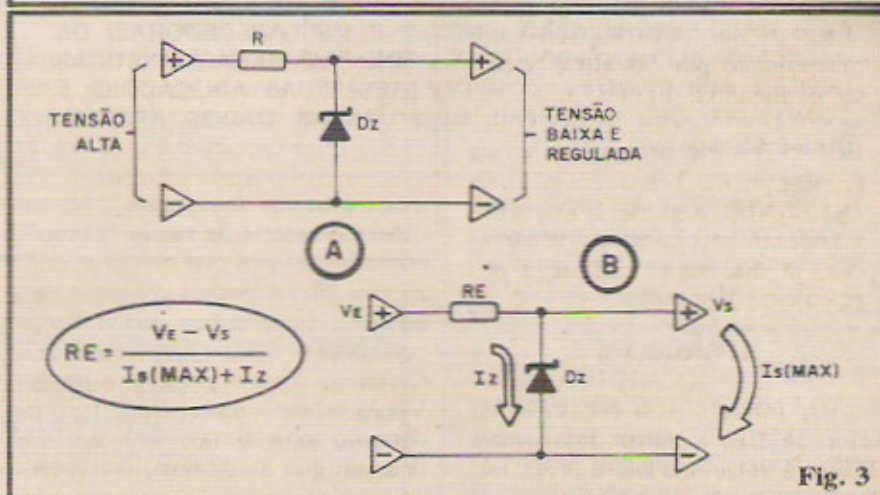 R
+
+
TENSÃO
ALTA
Dz
TENSÃO
BAIXA E
REGULADA
−
−
A
B
VE
+
RE
+
VS
RE = VE − VS / IS(MAX) + IZ
IZ
Dz
IS(MAX)
−
−
Fig. 3